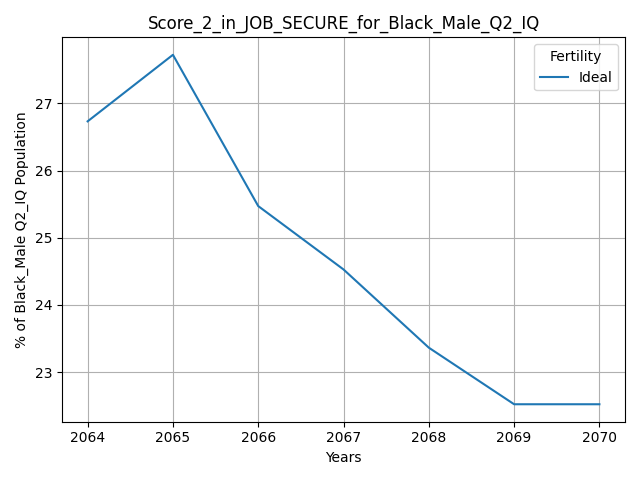 Score_2_in_JOB_SECURE_for_Black_Male_Q2_IQ
Fertility
Ideal
% of Black_Male Q2_IQ Population
27
26
25
24
23
2064 2065 2066 2067 2068 2069 2070
Years